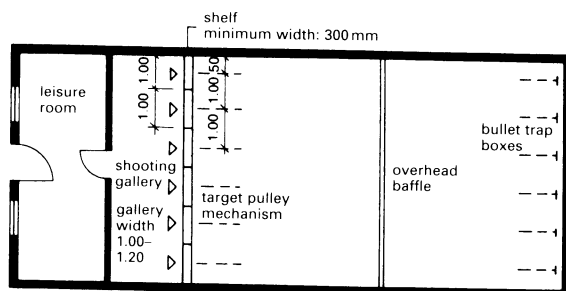 shelf
minimum width: 300 mm
1.00
1.00
.50
1.00
1.00
leisure
room
shooting
gallery
gallery
width
1.00–
1.20
target pulley
mechanism
overhead
baffle
bullet trap
boxes